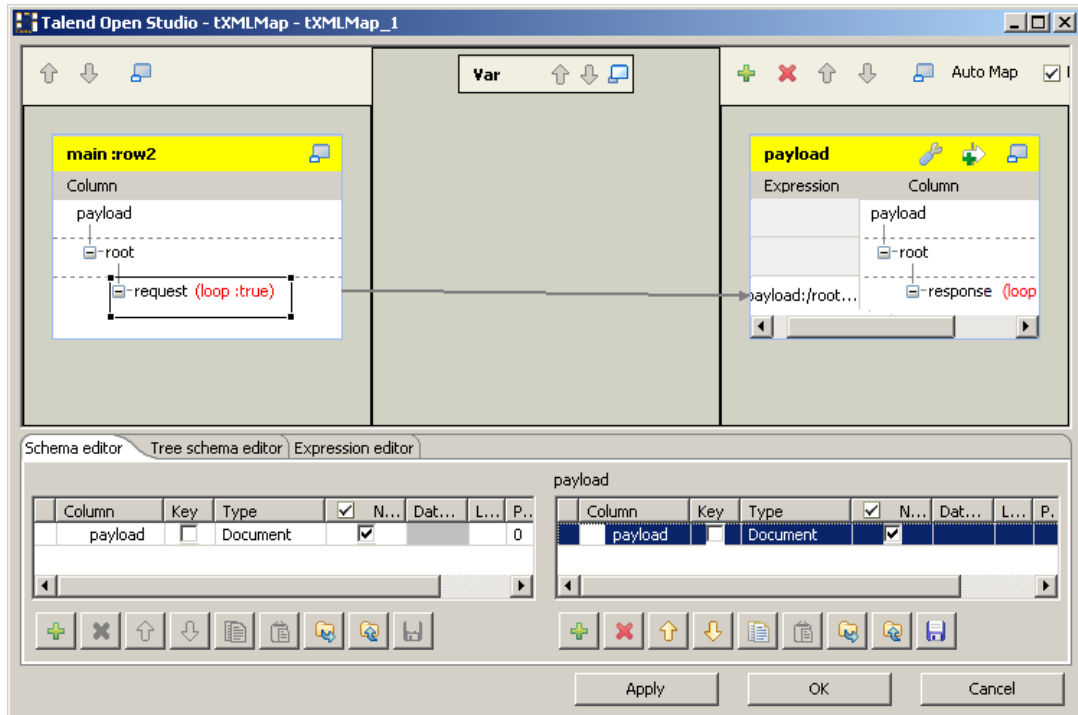 Talend Open Studio - tXMLMap - tXMLMap_1
Var
Auto Map
main :row2
Column
payload
root
request (loop :true)
payload
Expression Column
payload
root
payload:/root... response (loop
Schema editor Tree schema editor Expression editor
payload
Column Key Type N... Dat... L... P...
payload Document 0
Column Key Type N... Dat... L... P.
payload Document
Apply OK Cancel